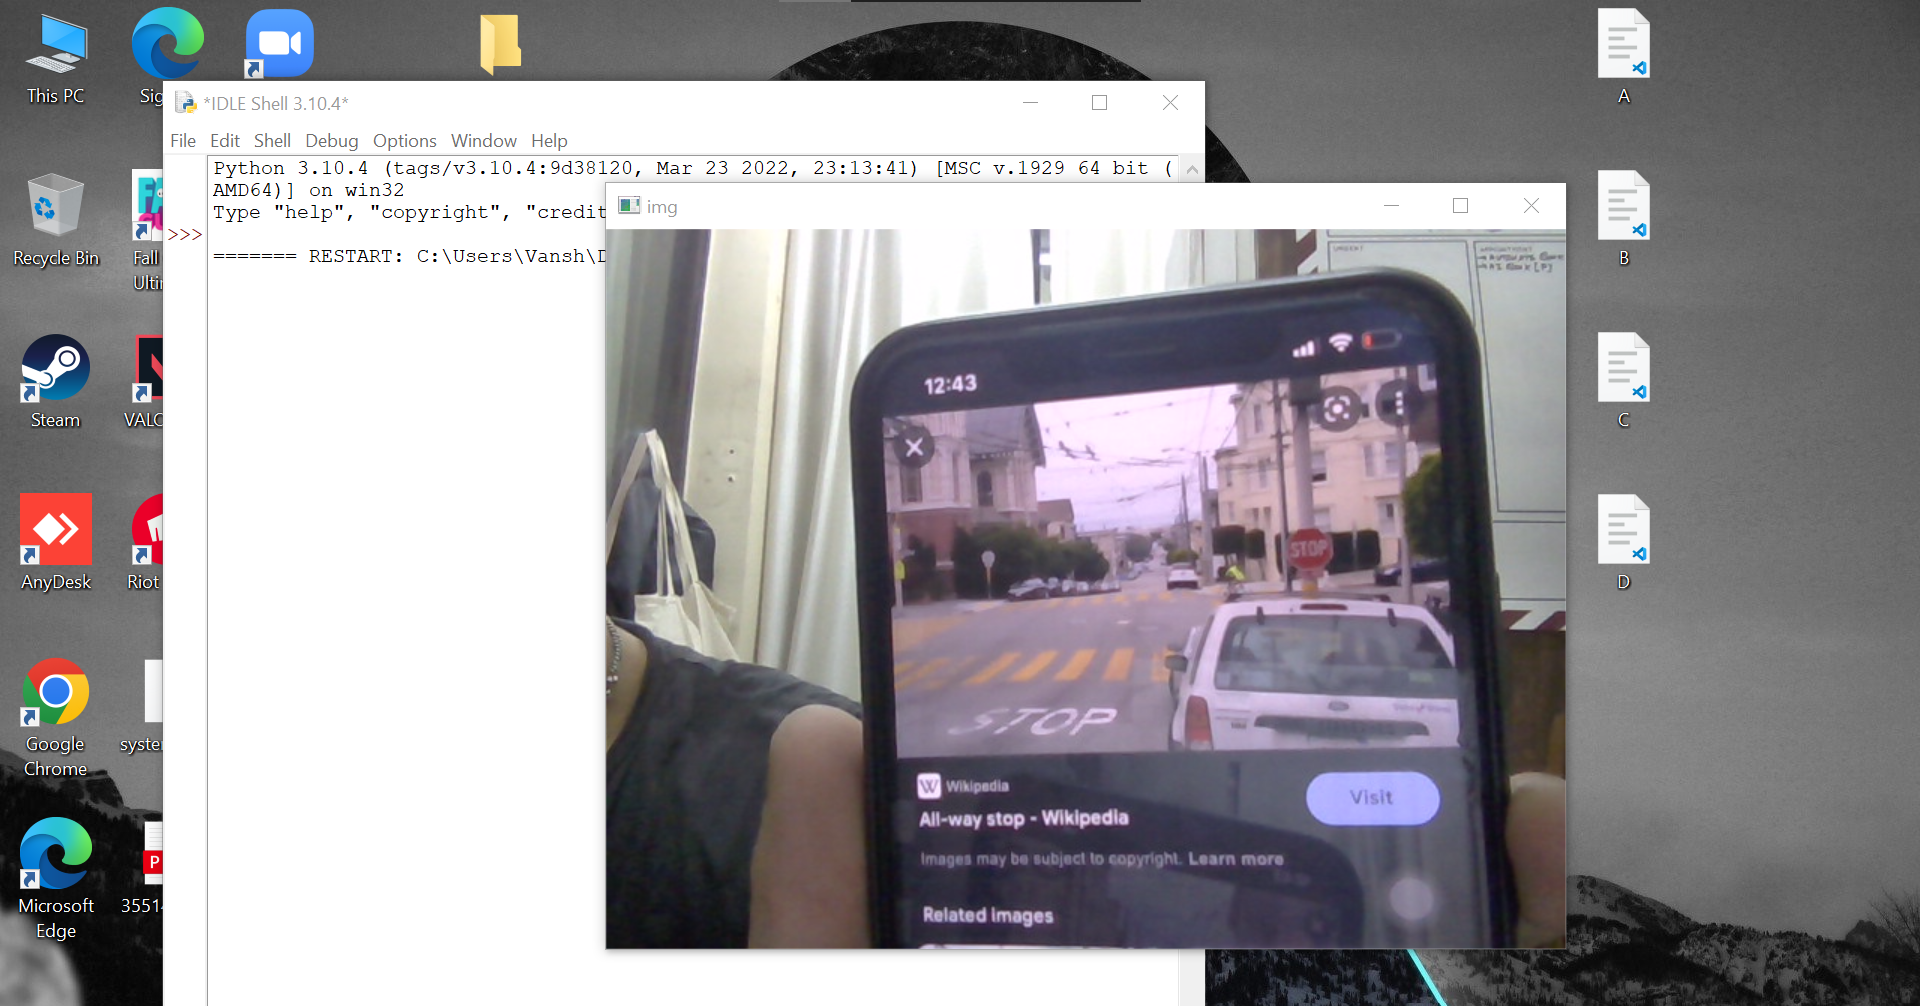 This PC
Sig
*IDLE Shell 3.10.4*
File Edit Shell Debug Options Window Help
Python 3.10.4 (tags/v3.10.4:9d38120, Mar 23 2022, 23:13:41) [MSC v.1929 64 bit (
AMD64)] on win32
Type "help", "copyright", "credit
>>>
======= RESTART: C:\Users\Vansh\D
img
URGENT
12:43
STOP
STOP
Wikipedia
All-way stop - Wikipedia
Visit
Images may be subject to copyright. Learn more
Related images
Recycle Bin
Fall
Ulti
Steam
VALO
AnyDesk
Riot
Google
Chrome
syste
Microsoft
Edge
3551
A
B
C
D